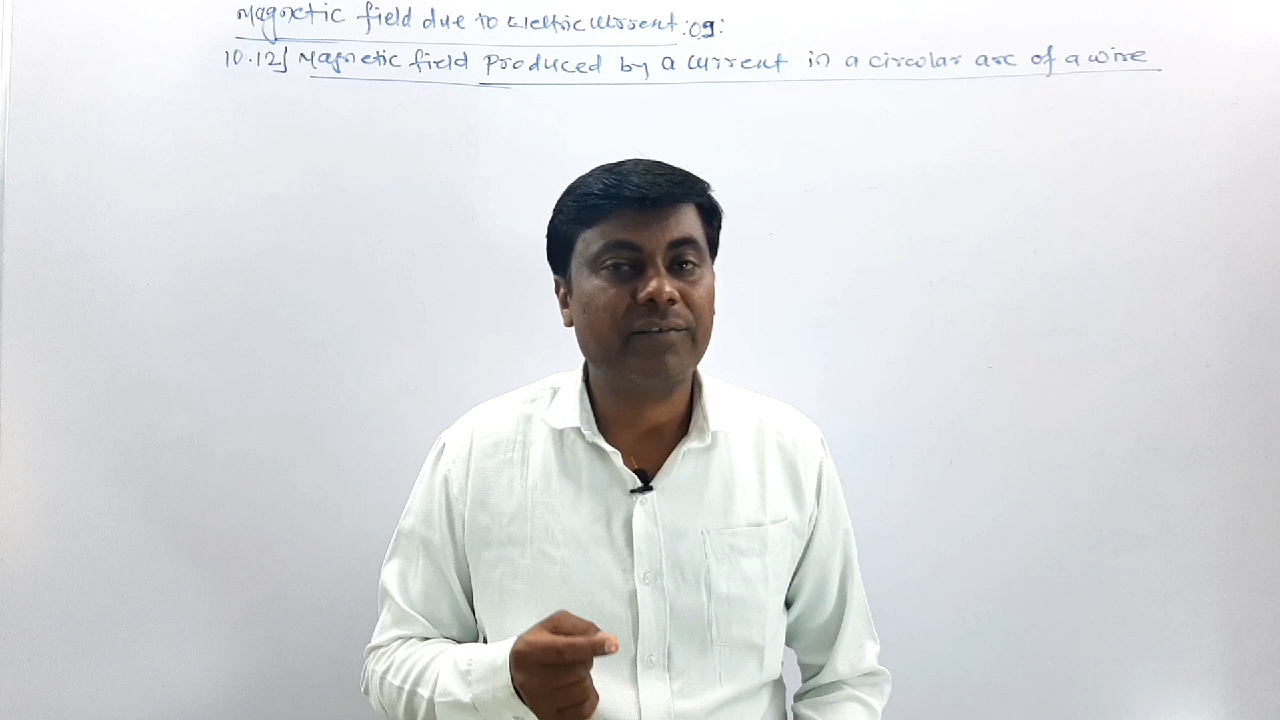 Magnetic field due to Electric current :09:
10.12] Magnetic field produced by a current in a circular arc of a wire